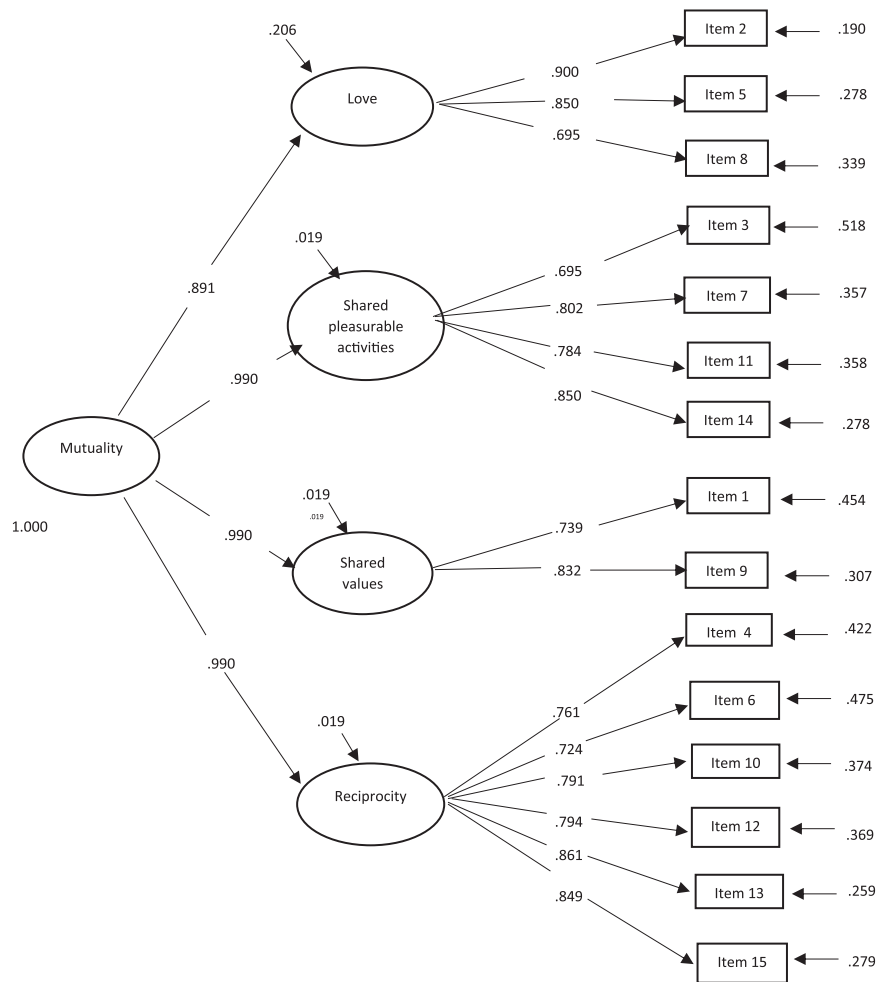 .206
Item 2
.190
Love
.900
.850
Item 5
.278
.695
Item 8
.339
.019
Item 3
.518
.891
Shared
pleasurable
activities
.695
Item 7
.357
.802
.990
.784
Item 11
.358
.850
Item 14
.278
Mutuality
1.000
.019
.019
Item 1
.454
.990
Shared
values
.739
.832
Item 9
.307
.990
Item 4
.422
.019
.761
Item 6
.475
Reciprocity
.724
.791
Item 10
.374
.794
Item 12
.369
.861
.849
Item 13
.259
Item 15
.279